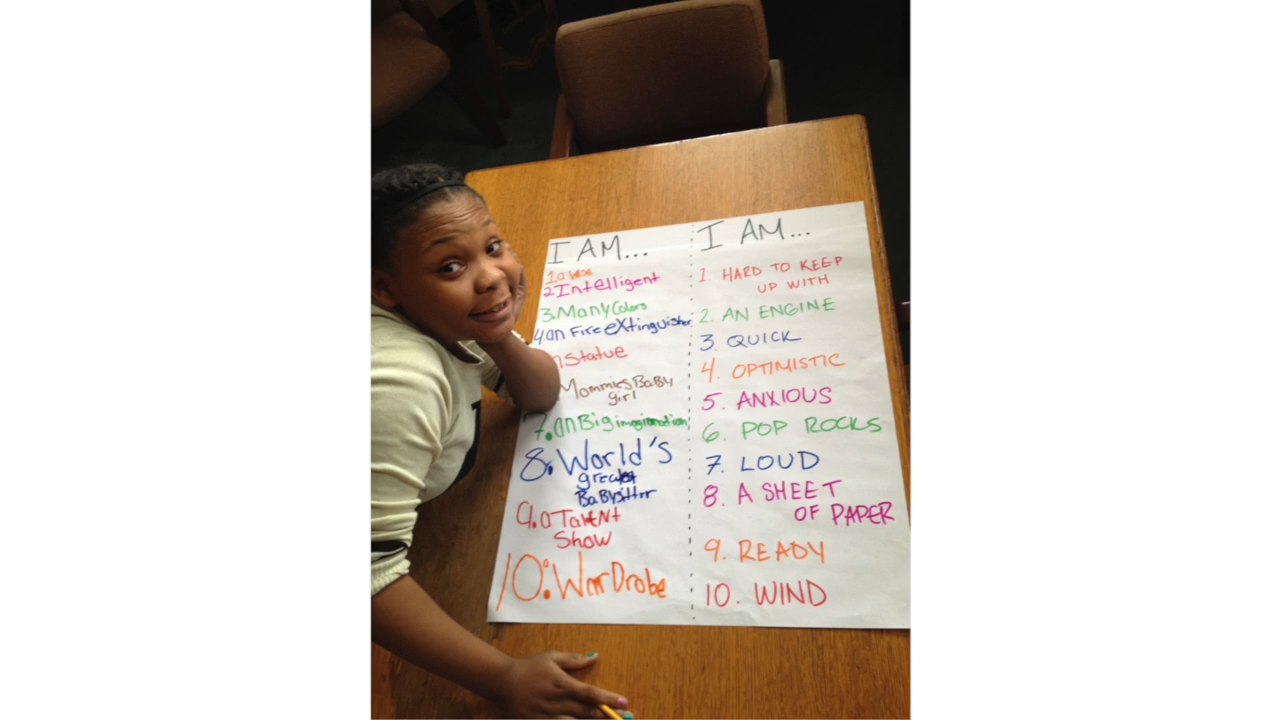 I AM...
1.a
2 Intelligent
3. Many Colors
4. an Fire eXtinguisher
n Statue
Mommies BaBy
girl
7. an Big imagination
8. World's
greatest
BaBysitter
9. a Talent
Show
10. WarDrobe
I AM...
1. HARD TO KEEP
UP WITH
2. AN ENGINE
3. QUICK
4. OPTIMISTIC
5. ANXIOUS
6. POP ROCKS
7. LOUD
8. A SHEET
OF PAPER
9. READY
10. WIND